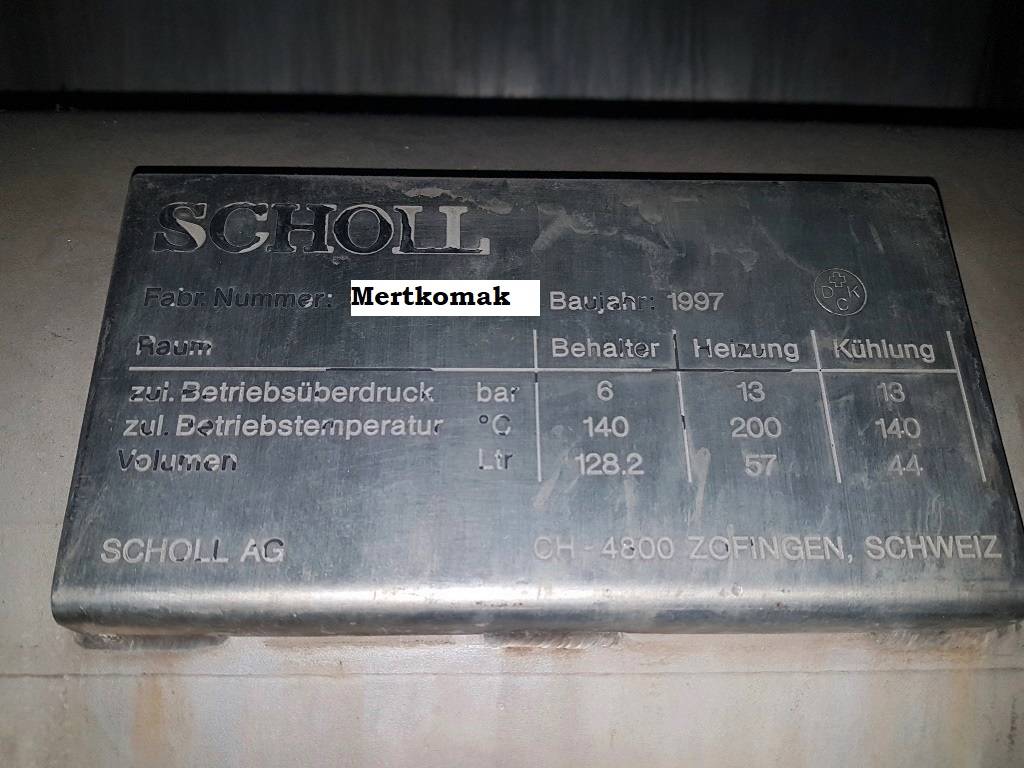 SCHOLL
Fabr. Nummer: Mertkomak Baujahr: 1997
DCK
Raum Behalter Heizung Kühlung
zul. Betriebsüberdruck bar 6 13 13
zul. Betriebstemperatur °C 140 200 140
Volumen Ltr 128.2 57 44
SCHOLL AG CH - 4800 ZOFINGEN, SCHWEIZ